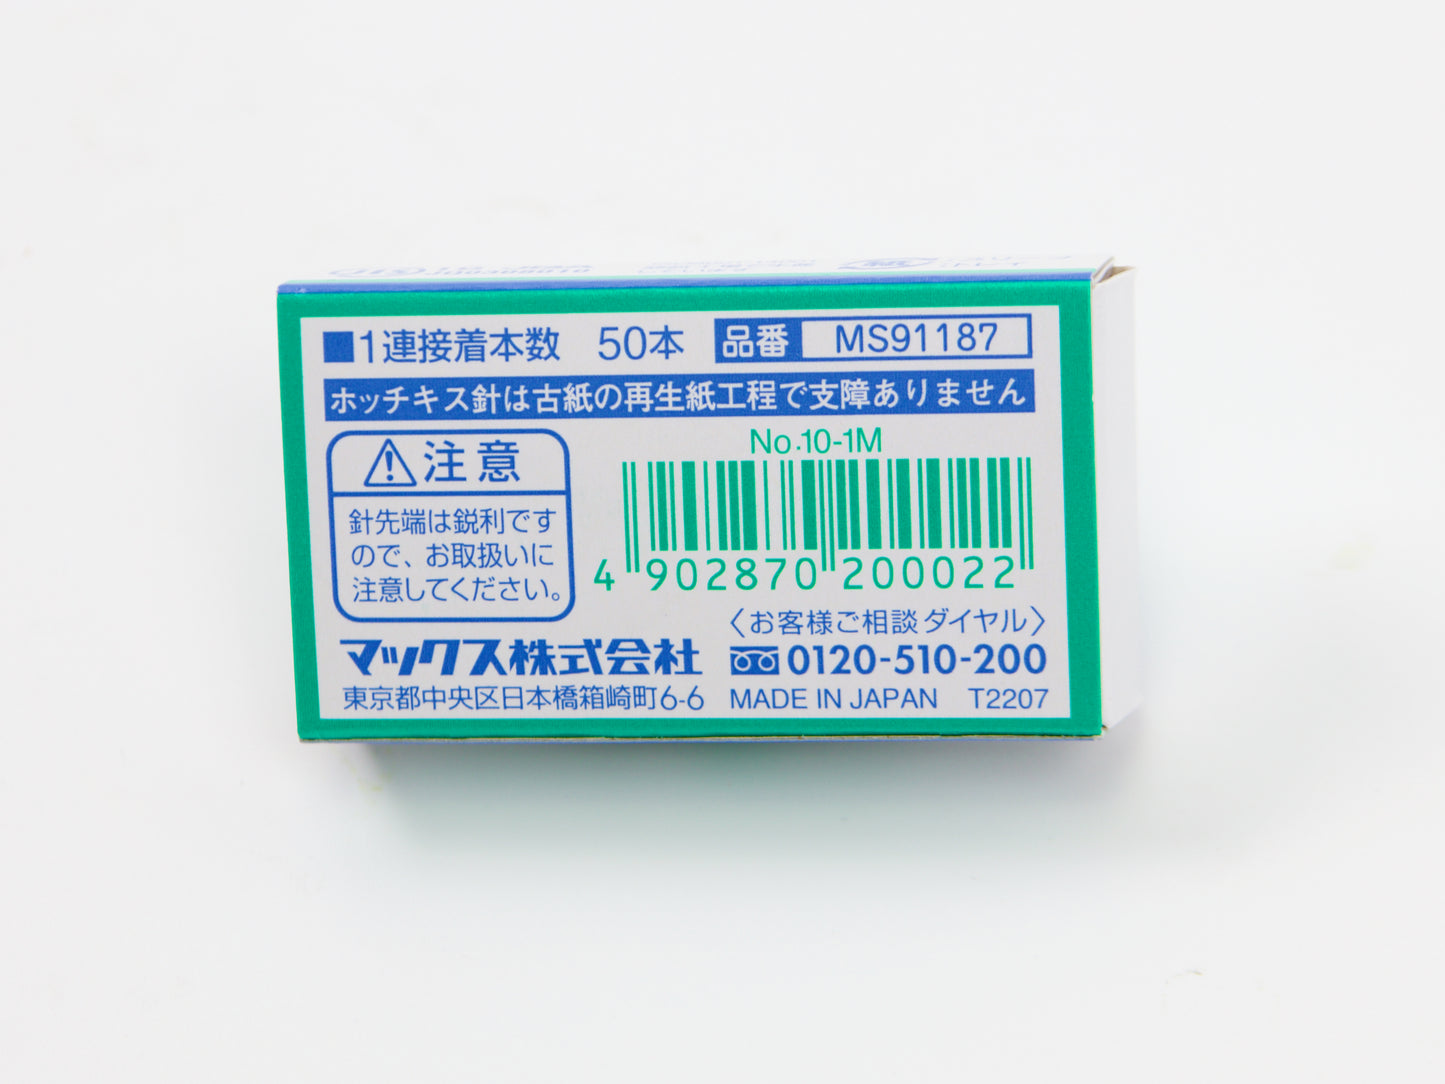 ■1連接着本数 50本 品番 MS91187
ホッチキス針は古紙の再生紙工程で支障ありません
注意
針先端は鋭利です
ので、お取扱いに
注意してください。
No.10-1M
4 902870 200022
〈お客様ご相談ダイヤル〉
マックス株式会社 0120-510-200
東京都中央区日本橋箱崎町6-6 MADE IN JAPAN T2207